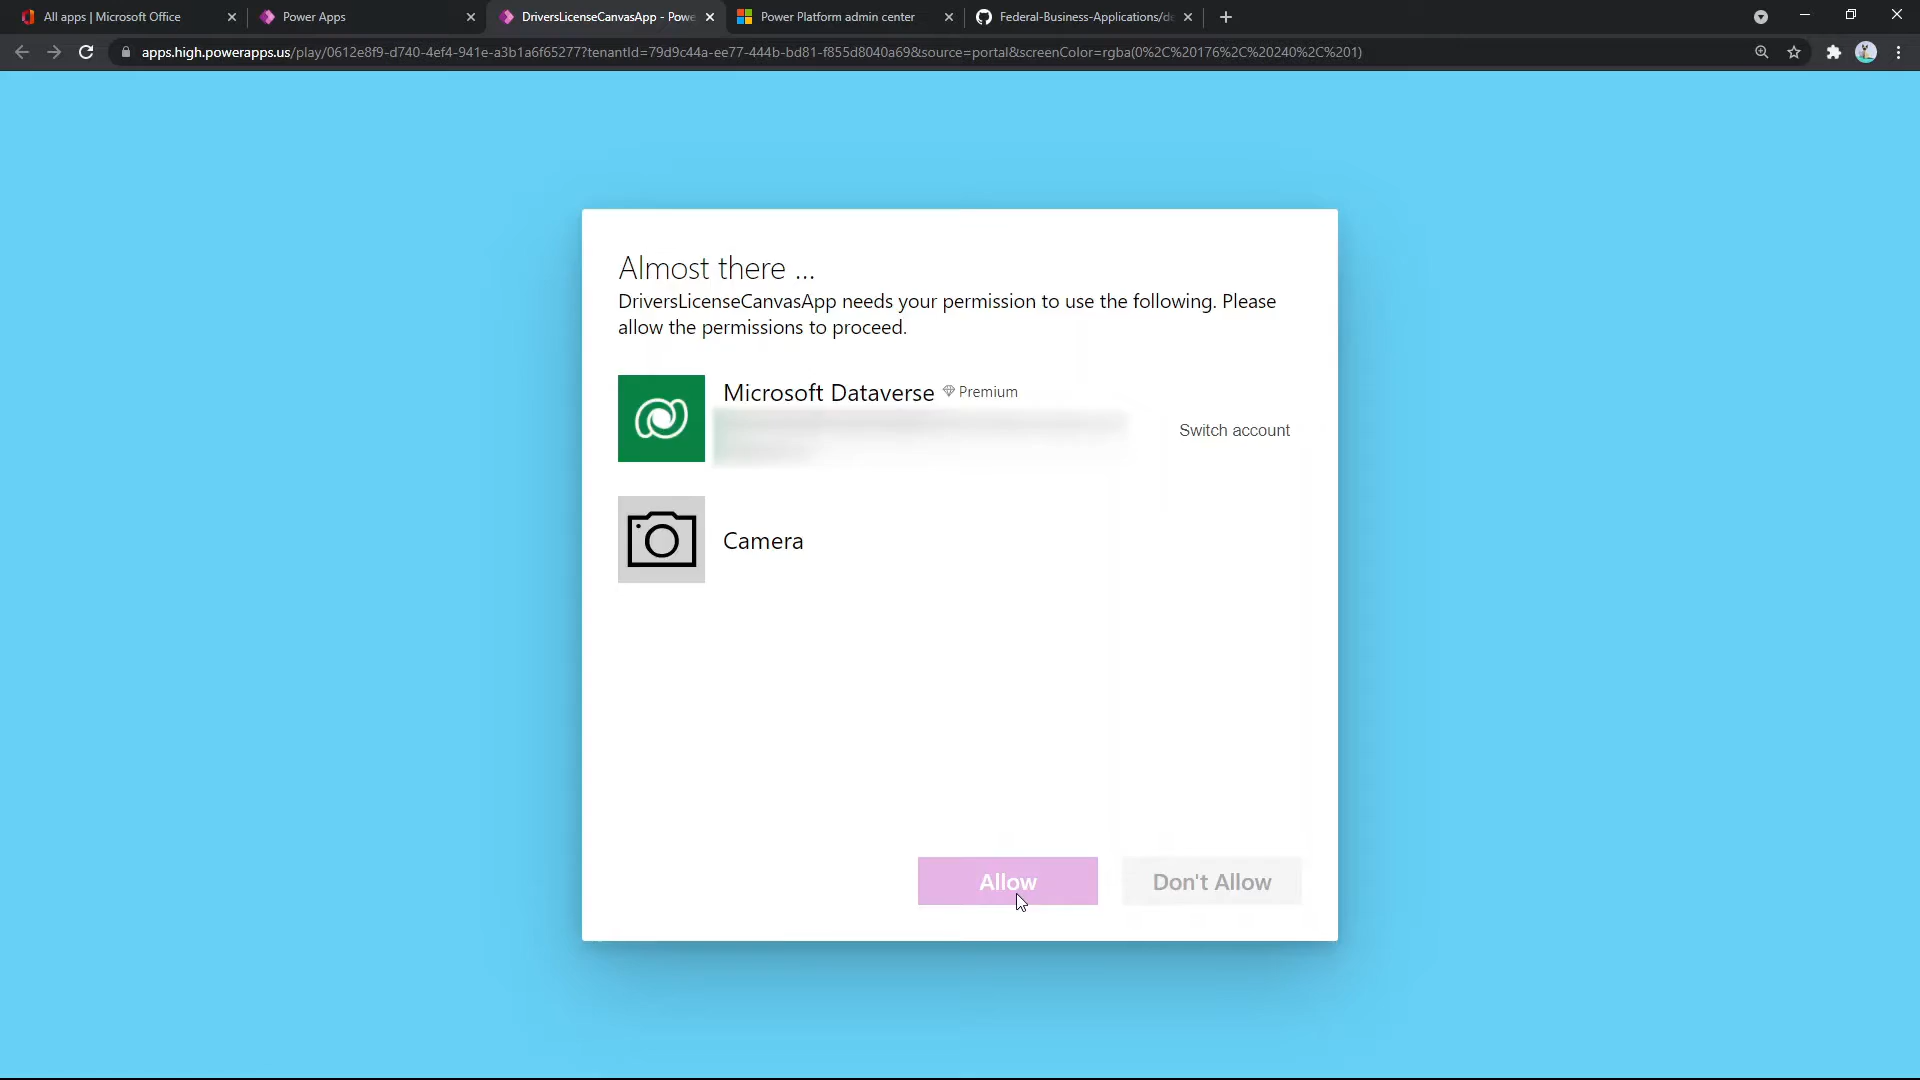 All apps | Microsoft Office
Power Apps
DriversLicenseCanvasApp - Powe
Power Platform admin center
Federal-Business-Applications/de
apps.high.powerapps.us/play/0612e8f9-d740-4ef4-941e-a3b1a6f65277?tenantId=79d9c44a-ee77-444b-bd81-f855d8040a69&source=portal&screenColor=rgba(0%2C%20176%2C%20240%2C%201)
Almost there ...
DriversLicenseCanvasApp needs your permission to use the following. Please
allow the permissions to proceed.
Microsoft Dataverse Premium
Switch account
Camera
Allow
Don't Allow